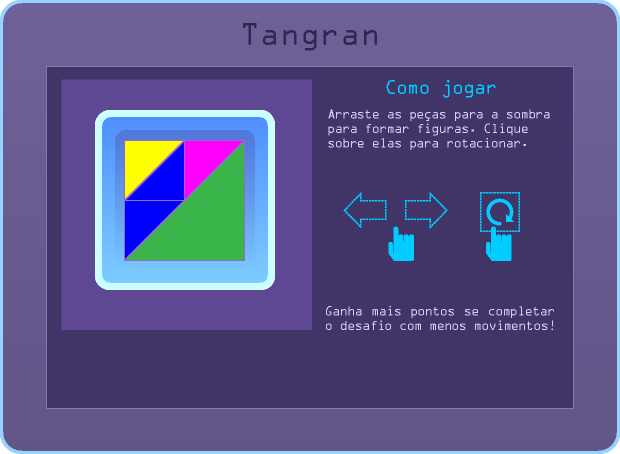 Tangran
Como jogar
Arraste as peças para a sombra
para formar figuras. Clique
sobre elas para rotacionar.
Ganha mais pontos se completar
o desafio com menos movimentos!